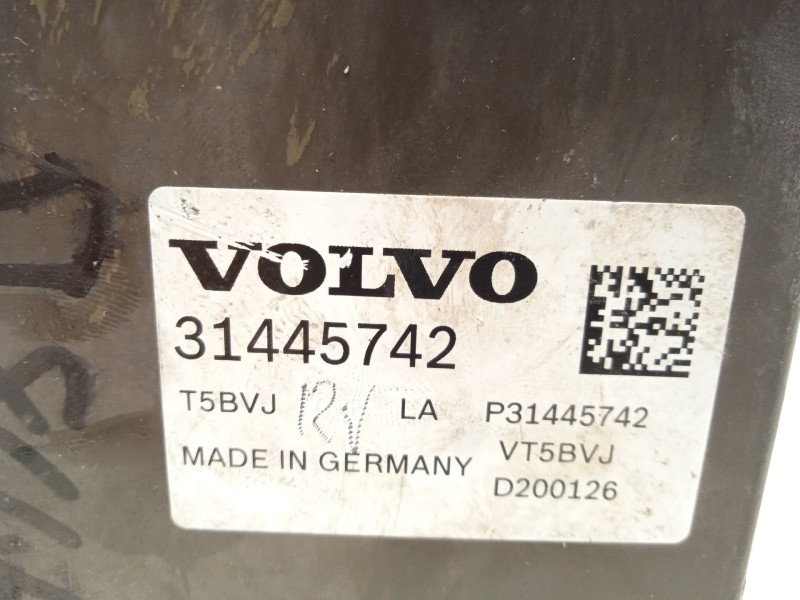 VOLVO
31445742
T5BVJ LA P31445742
MADE IN GERMANY VT5BVJ
D200126